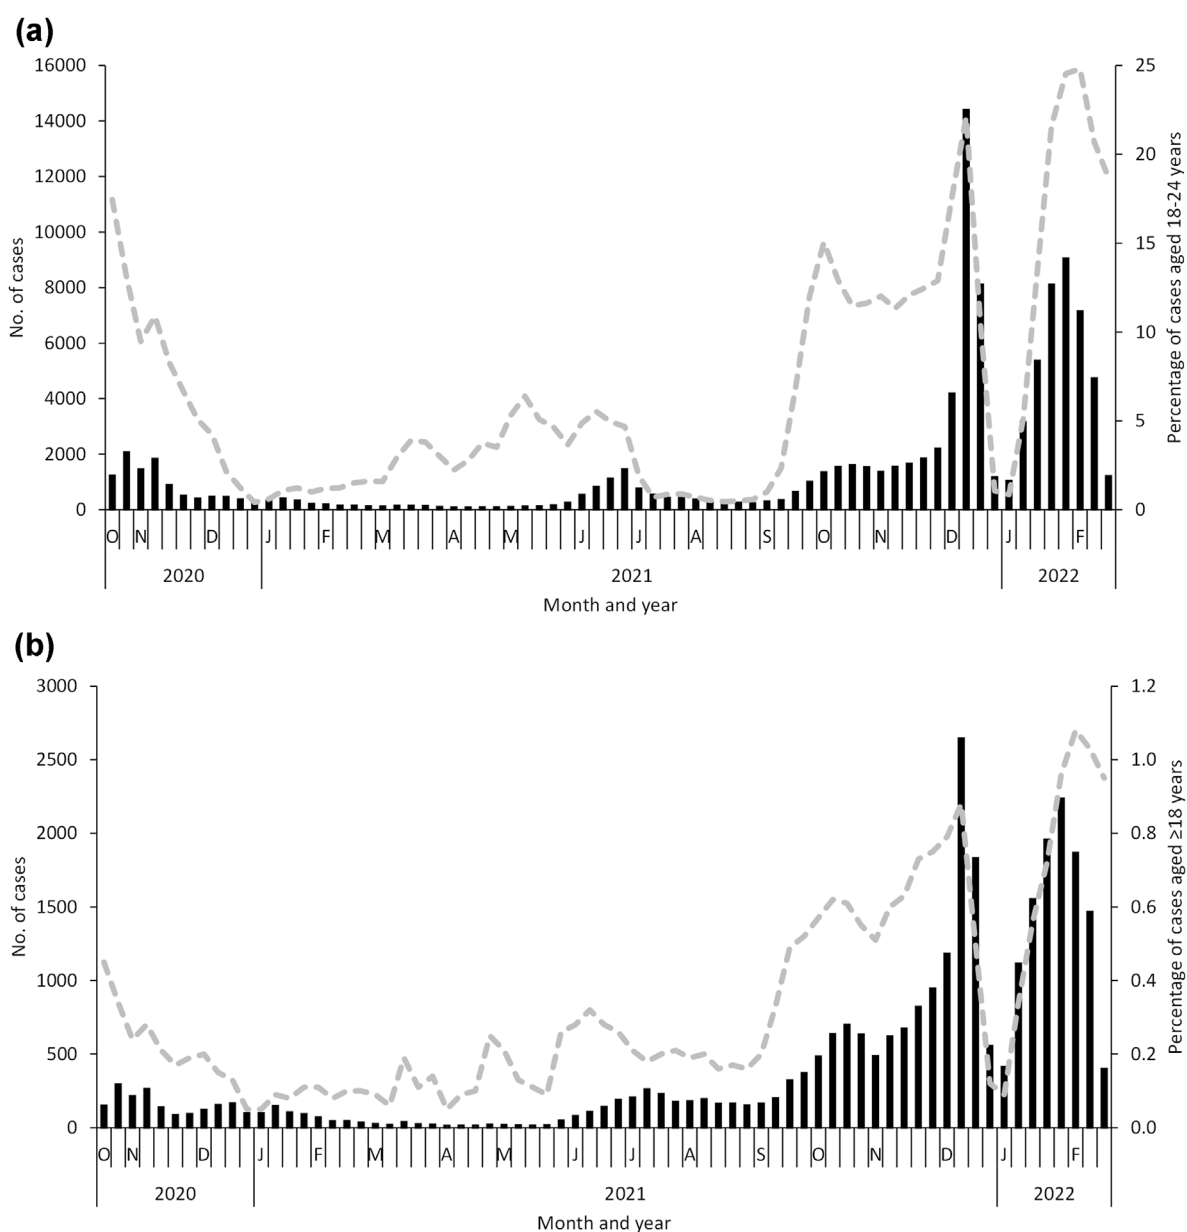 (a)
No. of cases
16000
14000
12000
10000
8000
6000
4000
2000
0
25
20
15
10
5
0
Percentage of cases aged 18-24 years
O N D J F M A M J J A S O N D J F
2020 2021 2022
Month and year
(b)
No. of cases
3000
2500
2000
1500
1000
500
0
1.2
1.0
0.8
0.6
0.4
0.2
0.0
Percentage of cases aged ≥18 years
O N D J F M A M J J A S O N D J F
2020 2021 2022
Month and year